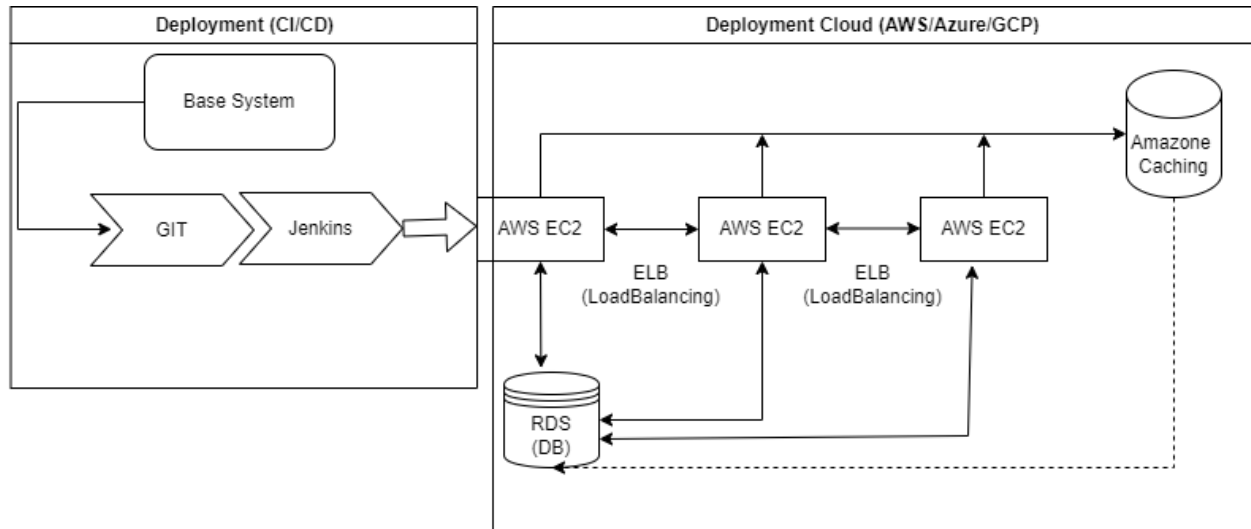 Deployment (CI/CD)
Base System
GIT
Jenkins
Deployment Cloud (AWS/Azure/GCP)
Amazone
Caching
AWS EC2
AWS EC2
AWS EC2
ELB
(LoadBalancing)
ELB
(LoadBalancing)
RDS
(DB)